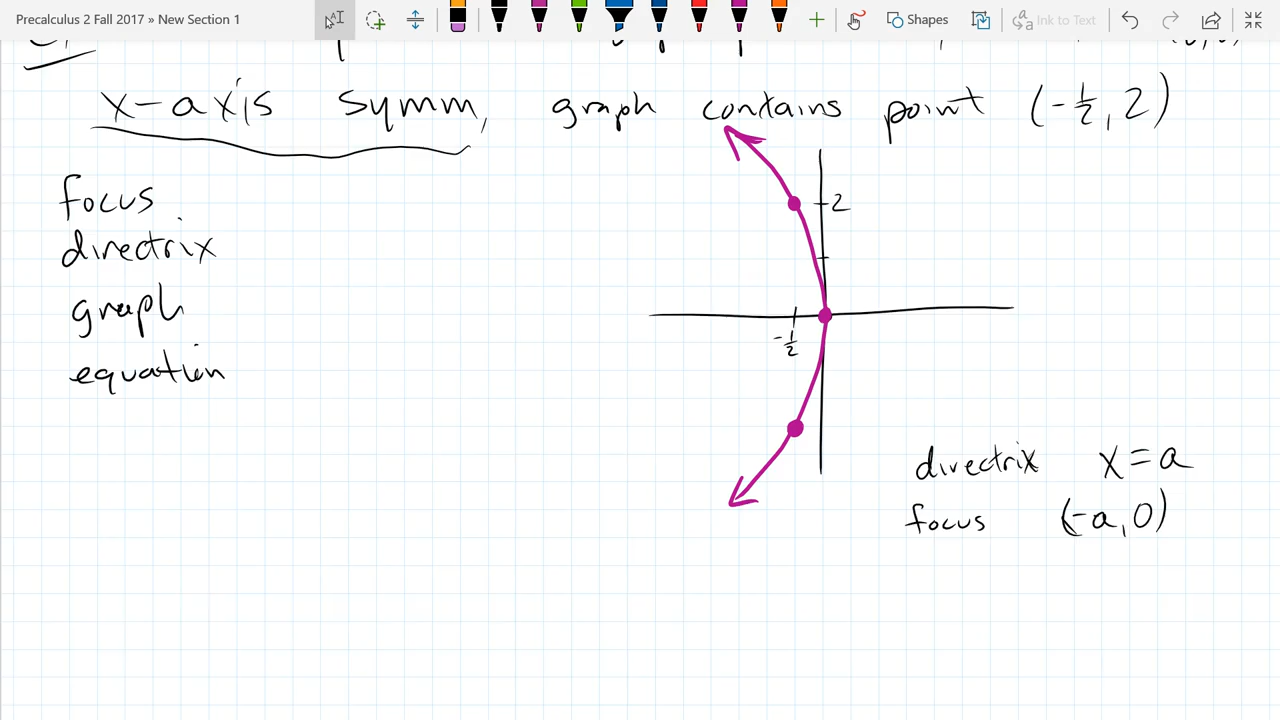 Precalculus 2 Fall 2017 » New Section 1
Shapes
Ink to Text
x-axis symm, graph contains point (-1/2, 2)
focus
directrix
graph
equation
2
-1/2
directrix x=a
focus (-a,0)